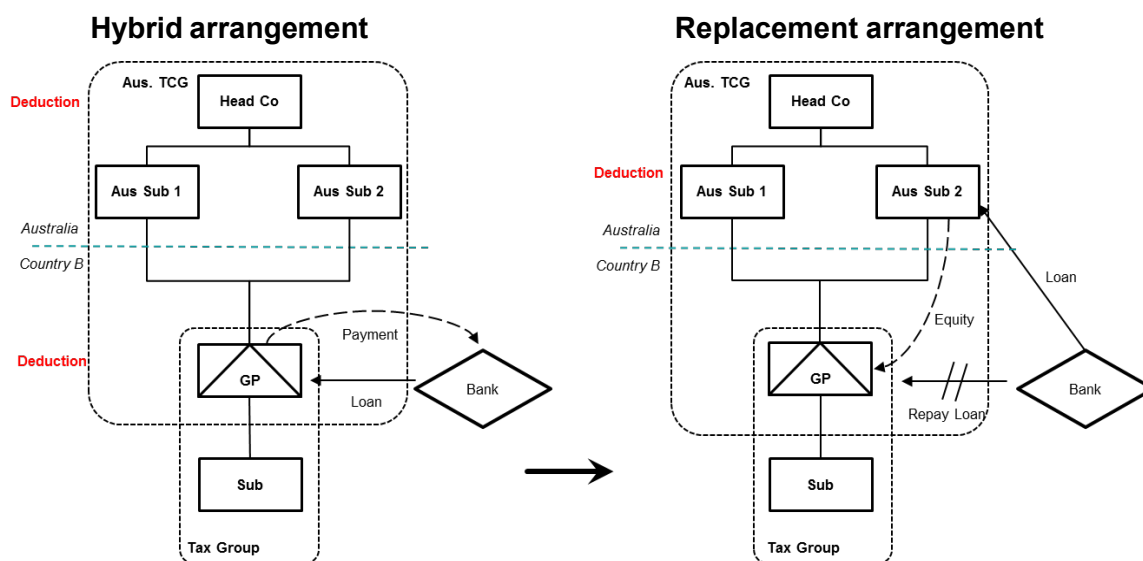 Hybrid arrangement
Aus. TCG
Deduction
Head Co
Aus Sub 1
Aus Sub 2
Australia
Country B
Payment
Deduction
GP
Loan
Bank
Sub
Tax Group
Replacement arrangement
Aus. TCG
Head Co
Deduction
Aus Sub 1
Aus Sub 2
Australia
Country B
Loan
Equity
GP
Bank
Repay Loan
Sub
Tax Group